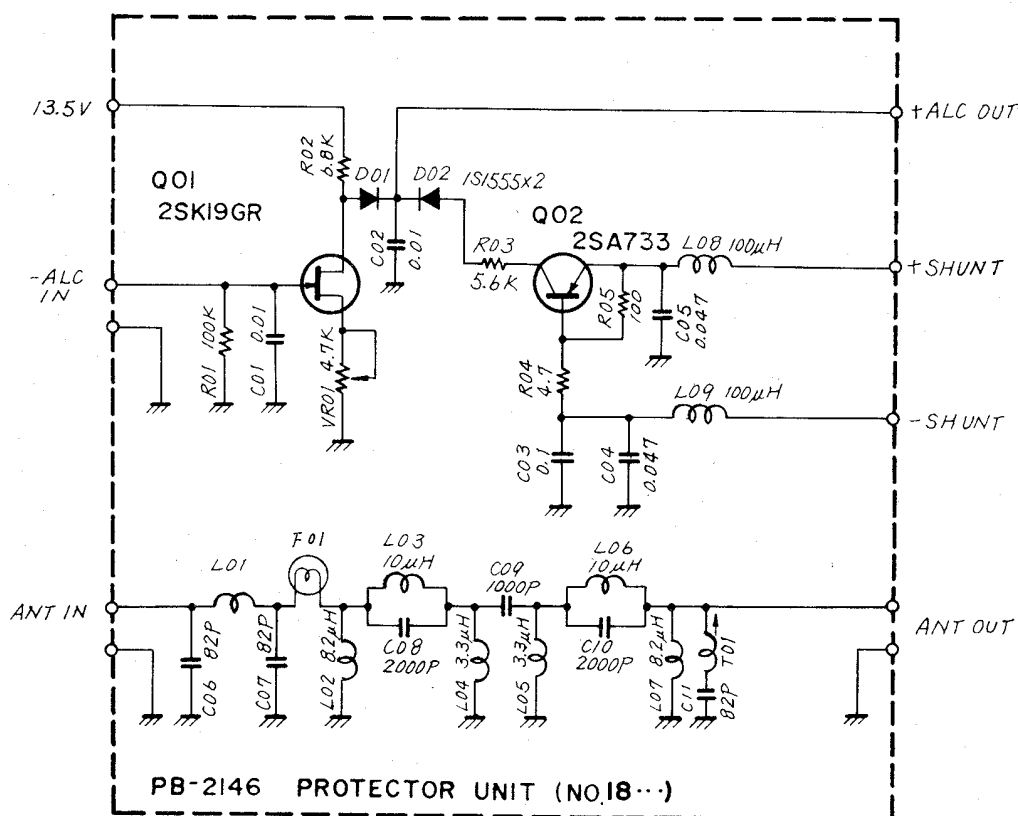 13.5V
+ALC OUT
R02
6.8K
D01
D02
1S1555×2
Q01
2SK19GR
C02
0.01
Q02
2SA733
L08 100μH
R03
5.6K
-ALC
IN
+SHUNT
R05
100
C05
0.047
R01 100K
C01 0.01
VR01 4.7K
R04
4.7
L09 100μH
-SHUNT
C03
0.1
C04
0.047
L01
F01
L03
10μH
C09
1000P
L06
10μH
ANT IN
ANT OUT
C06 82P
C07 82P
L02 8.2μH
C08
2000P
L04 3.3μH
L05 3.3μH
C10
2000P
L07 8.2μH
C11
82P
T01
PB-2146 PROTECTOR UNIT (NO.18···)